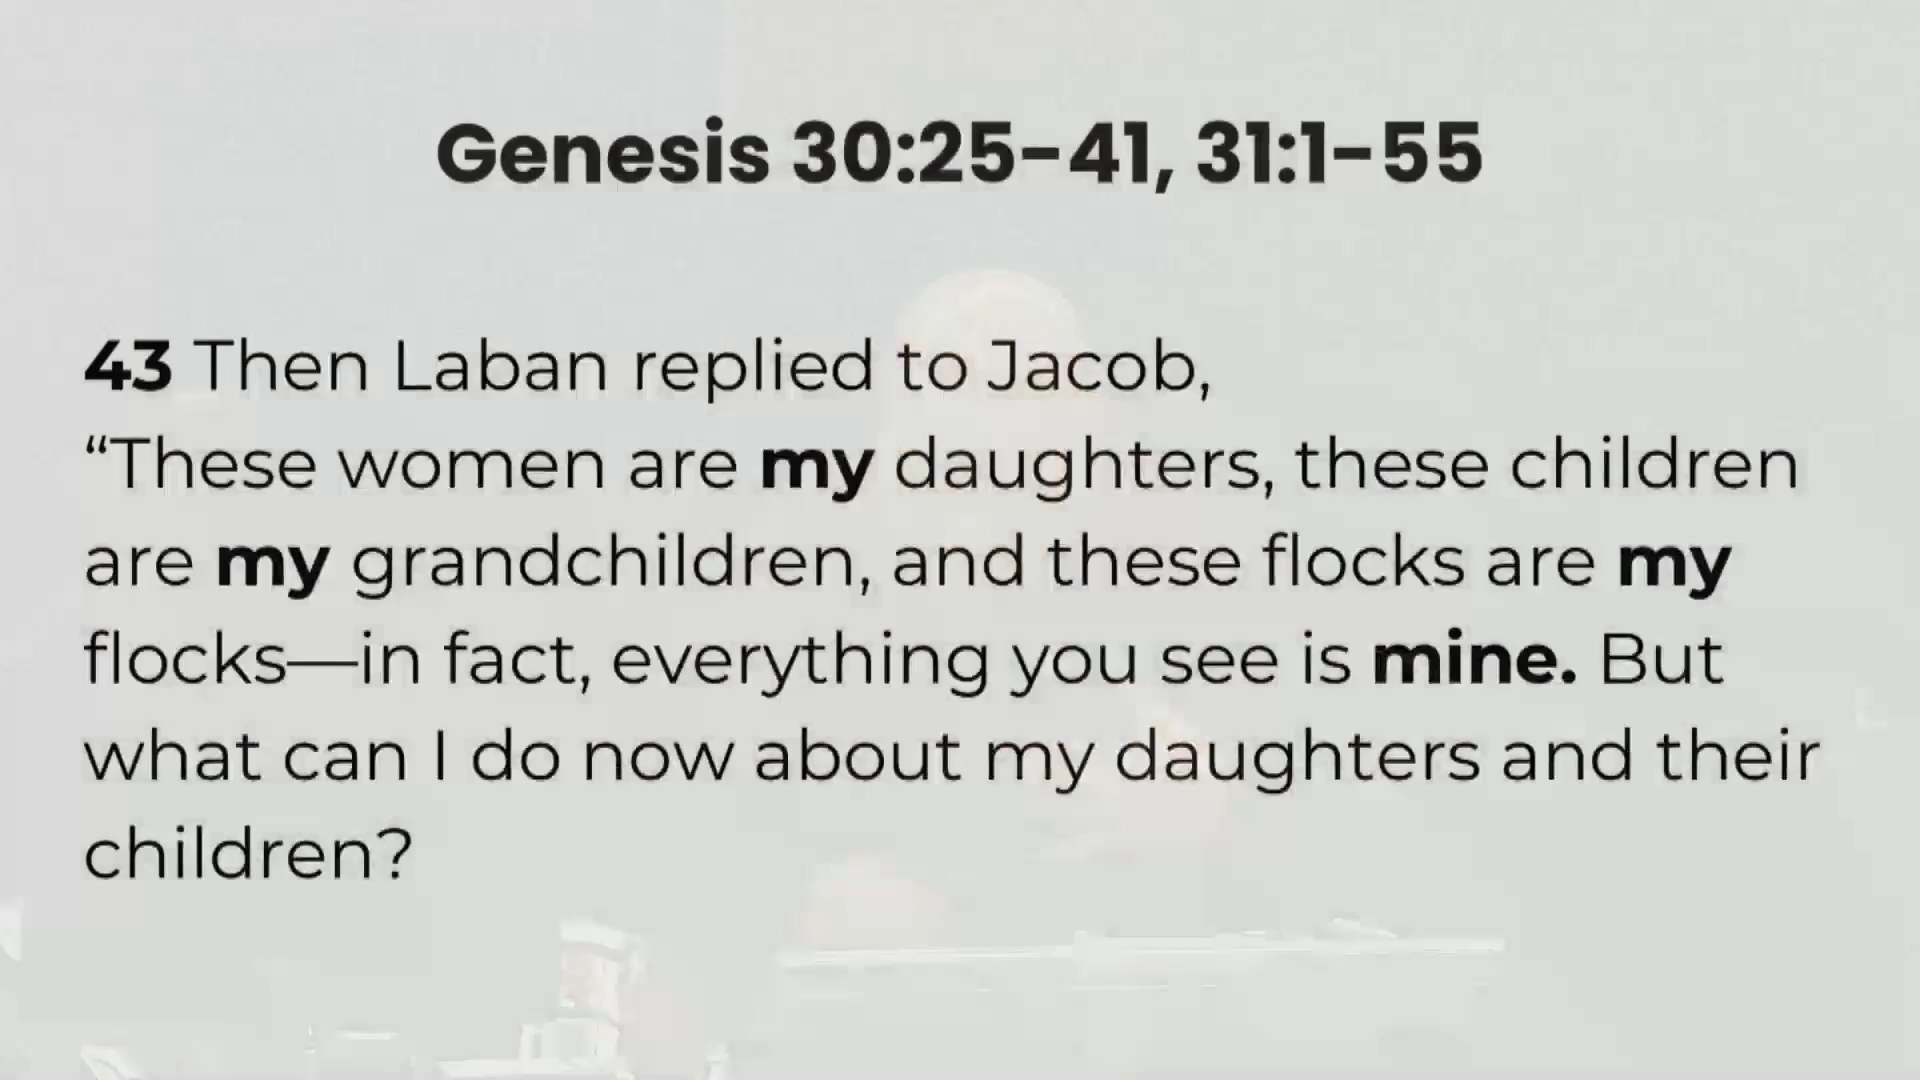 Genesis 30:25–41, 31:1–55
43 Then Laban replied to Jacob,
“These women are my daughters, these children
are my grandchildren, and these flocks are my
flocks—in fact, everything you see is mine. But
what can I do now about my daughters and their
children?